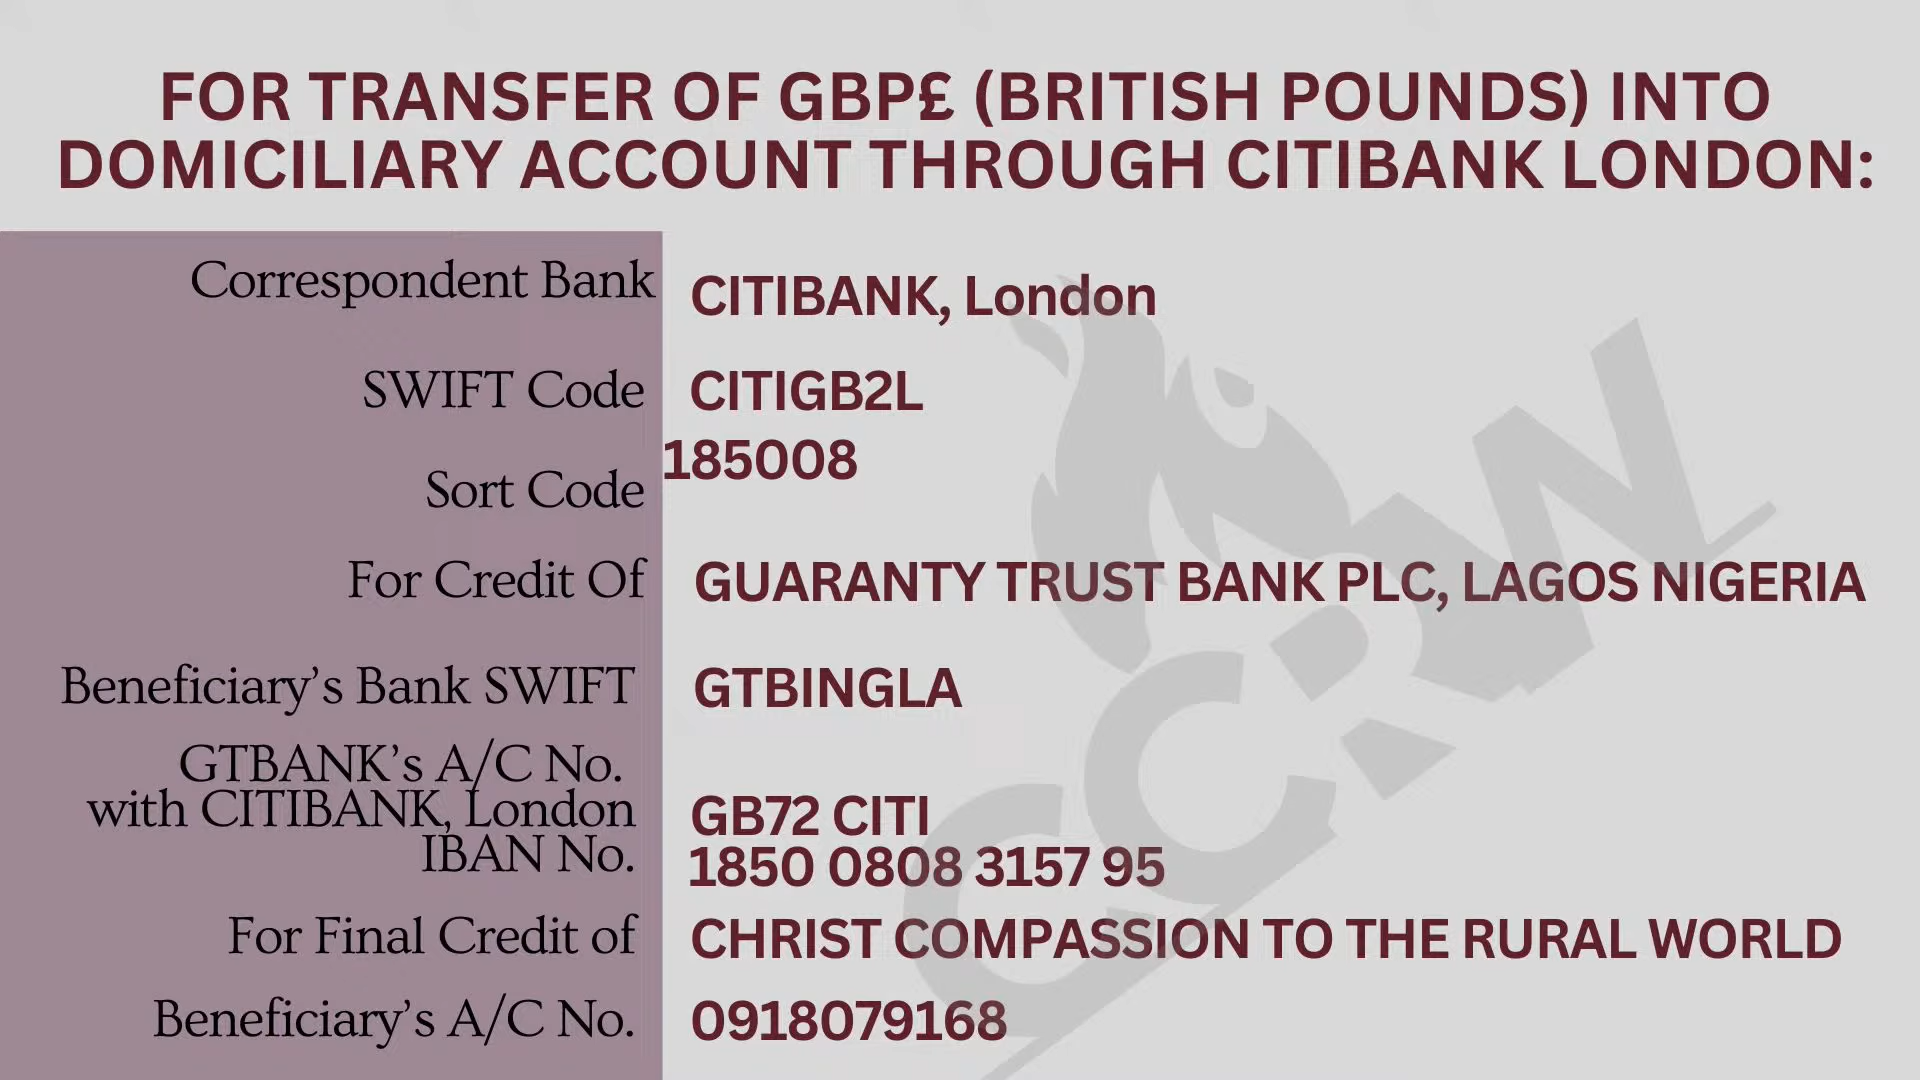 FOR TRANSFER OF GBP£ (BRITISH POUNDS) INTO
DOMICILIARY ACCOUNT THROUGH CITIBANK LONDON:
Correspondent Bank CITIBANK, London
SWIFT Code CITIGB2L
Sort Code 185008
For Credit Of GUARANTY TRUST BANK PLC, LAGOS NIGERIA
Beneficiary’s Bank SWIFT GTBINGLA
GTBANK’s A/C No.
with CITIBANK, London GB72 CITI
IBAN No. 1850 0808 3157 95
For Final Credit of CHRIST COMPASSION TO THE RURAL WORLD
Beneficiary’s A/C No. 0918079168
CCRW